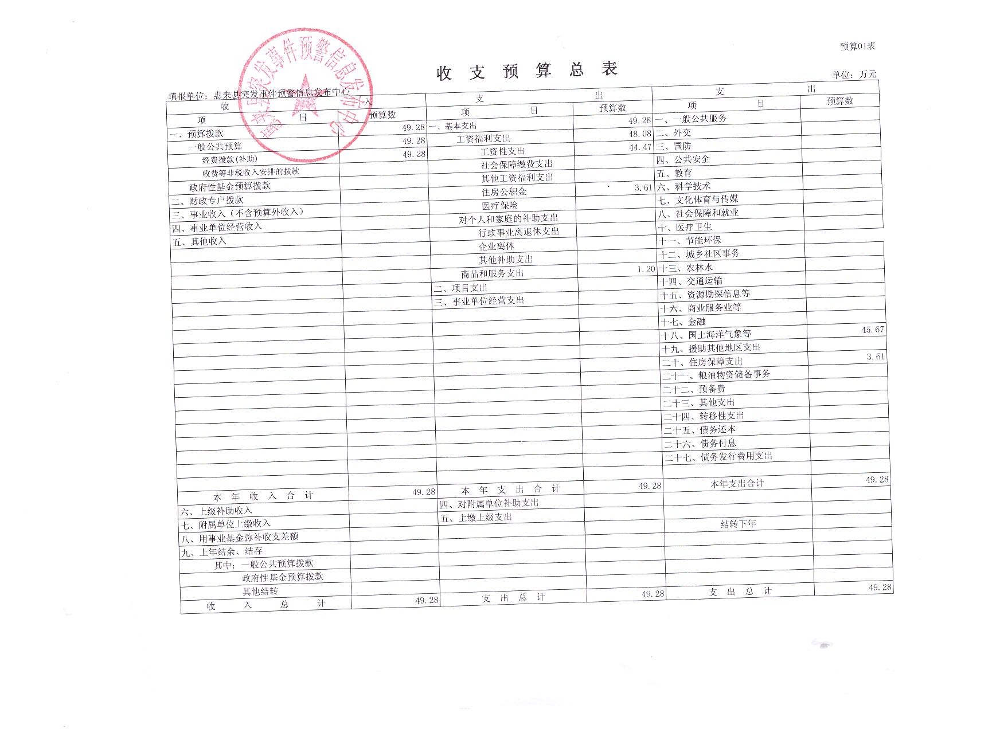 预算01表
收 支 预 算 总 表
单位：万元
填报单位：惠来县突发事件预警信息发布中心
惠来县突发事件预警信息发布中心
收 入 支 出 支 出
项 目 预算数 项 目 预算数 项 目 预算数
一、预算拨款 49.28 一、基本支出 49.28 一、一般公共服务
一般公共预算 49.28 工资福利支出 48.08 二、外交
经费拨款(补助) 49.28 工资性支出 44.47 三、国防
收费等非税收入安排的拨款 社会保障缴费支出 四、公共安全
政府性基金预算拨款 其他工资福利支出 五、教育
二、财政专户拨款 住房公积金 3.61 六、科学技术
三、事业收入（不含预算外收入） 医疗保险 七、文化体育与传媒
四、事业单位经营收入 对个人和家庭的补助支出 八、社会保障和就业
五、其他收入 行政事业离退休支出 十、医疗卫生
企业离休 十一、节能环保
其他补助支出 十二、城乡社区事务
商品和服务支出 1.20 十三、农林水
二、项目支出 十四、交通运输
三、事业单位经营支出 十五、资源勘探信息等
十六、商业服务业等
十七、金融
十八、国土海洋气象等 45.67
十九、援助其他地区支出
二十、住房保障支出 3.61
二十一、粮油物资储备事务
二十二、预备费
二十三、其他支出
二十四、转移性支出
二十五、债务还本
二十六、债务付息
二十七、债务发行费用支出
本 年 收 入 合 计 49.28 本 年 支 出 合 计 49.28 本年支出合计 49.28
六、上级补助收入 四、对附属单位补助支出
七、附属单位上缴收入 五、上缴上级支出
八、用事业基金弥补收支差额 结转下年
九、上年结余、结存
其中：一般公共预算拨款
政府性基金预算拨款
其他结转
收 入 总 计 49.28 支 出 总 计 49.28 支 出 总 计 49.28